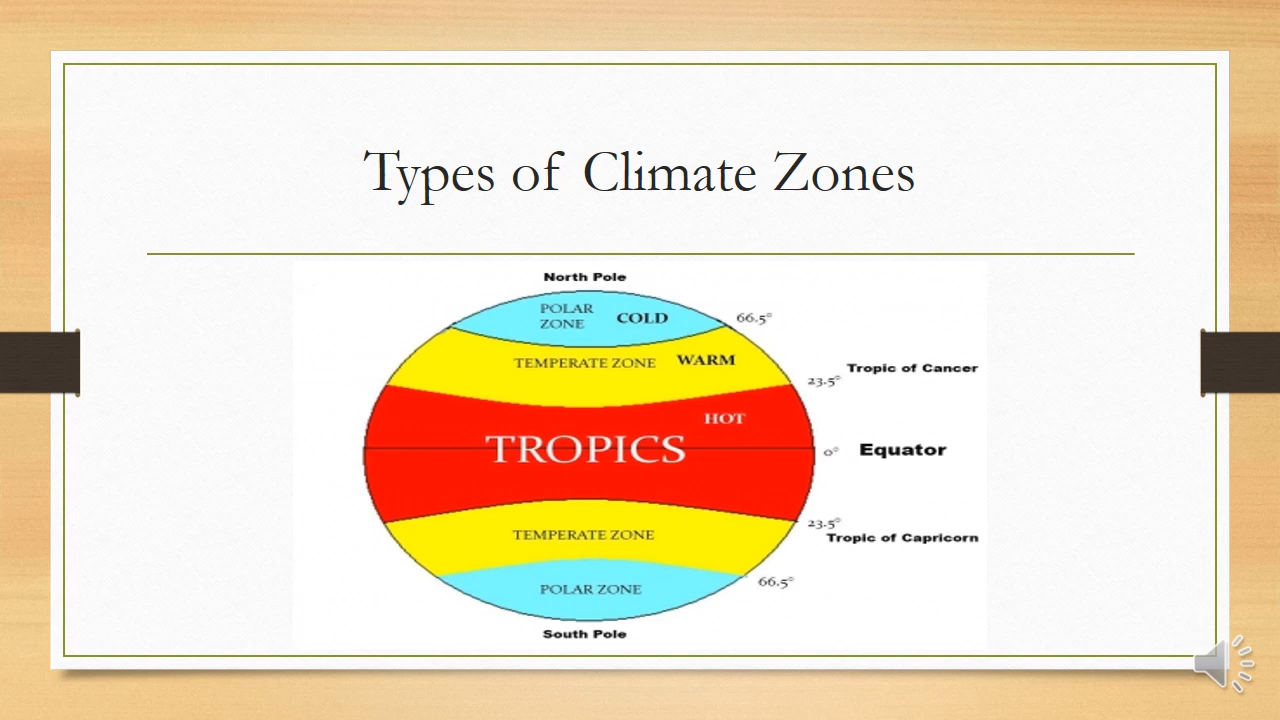 Types of Climate Zones
North Pole
POLAR
ZONE
COLD
66.5°
TEMPERATE ZONE
WARM
Tropic of Cancer
23.5°
HOT
TROPICS
0°
Equator
23.5°
Tropic of Capricorn
TEMPERATE ZONE
66.5°
POLAR ZONE
South Pole